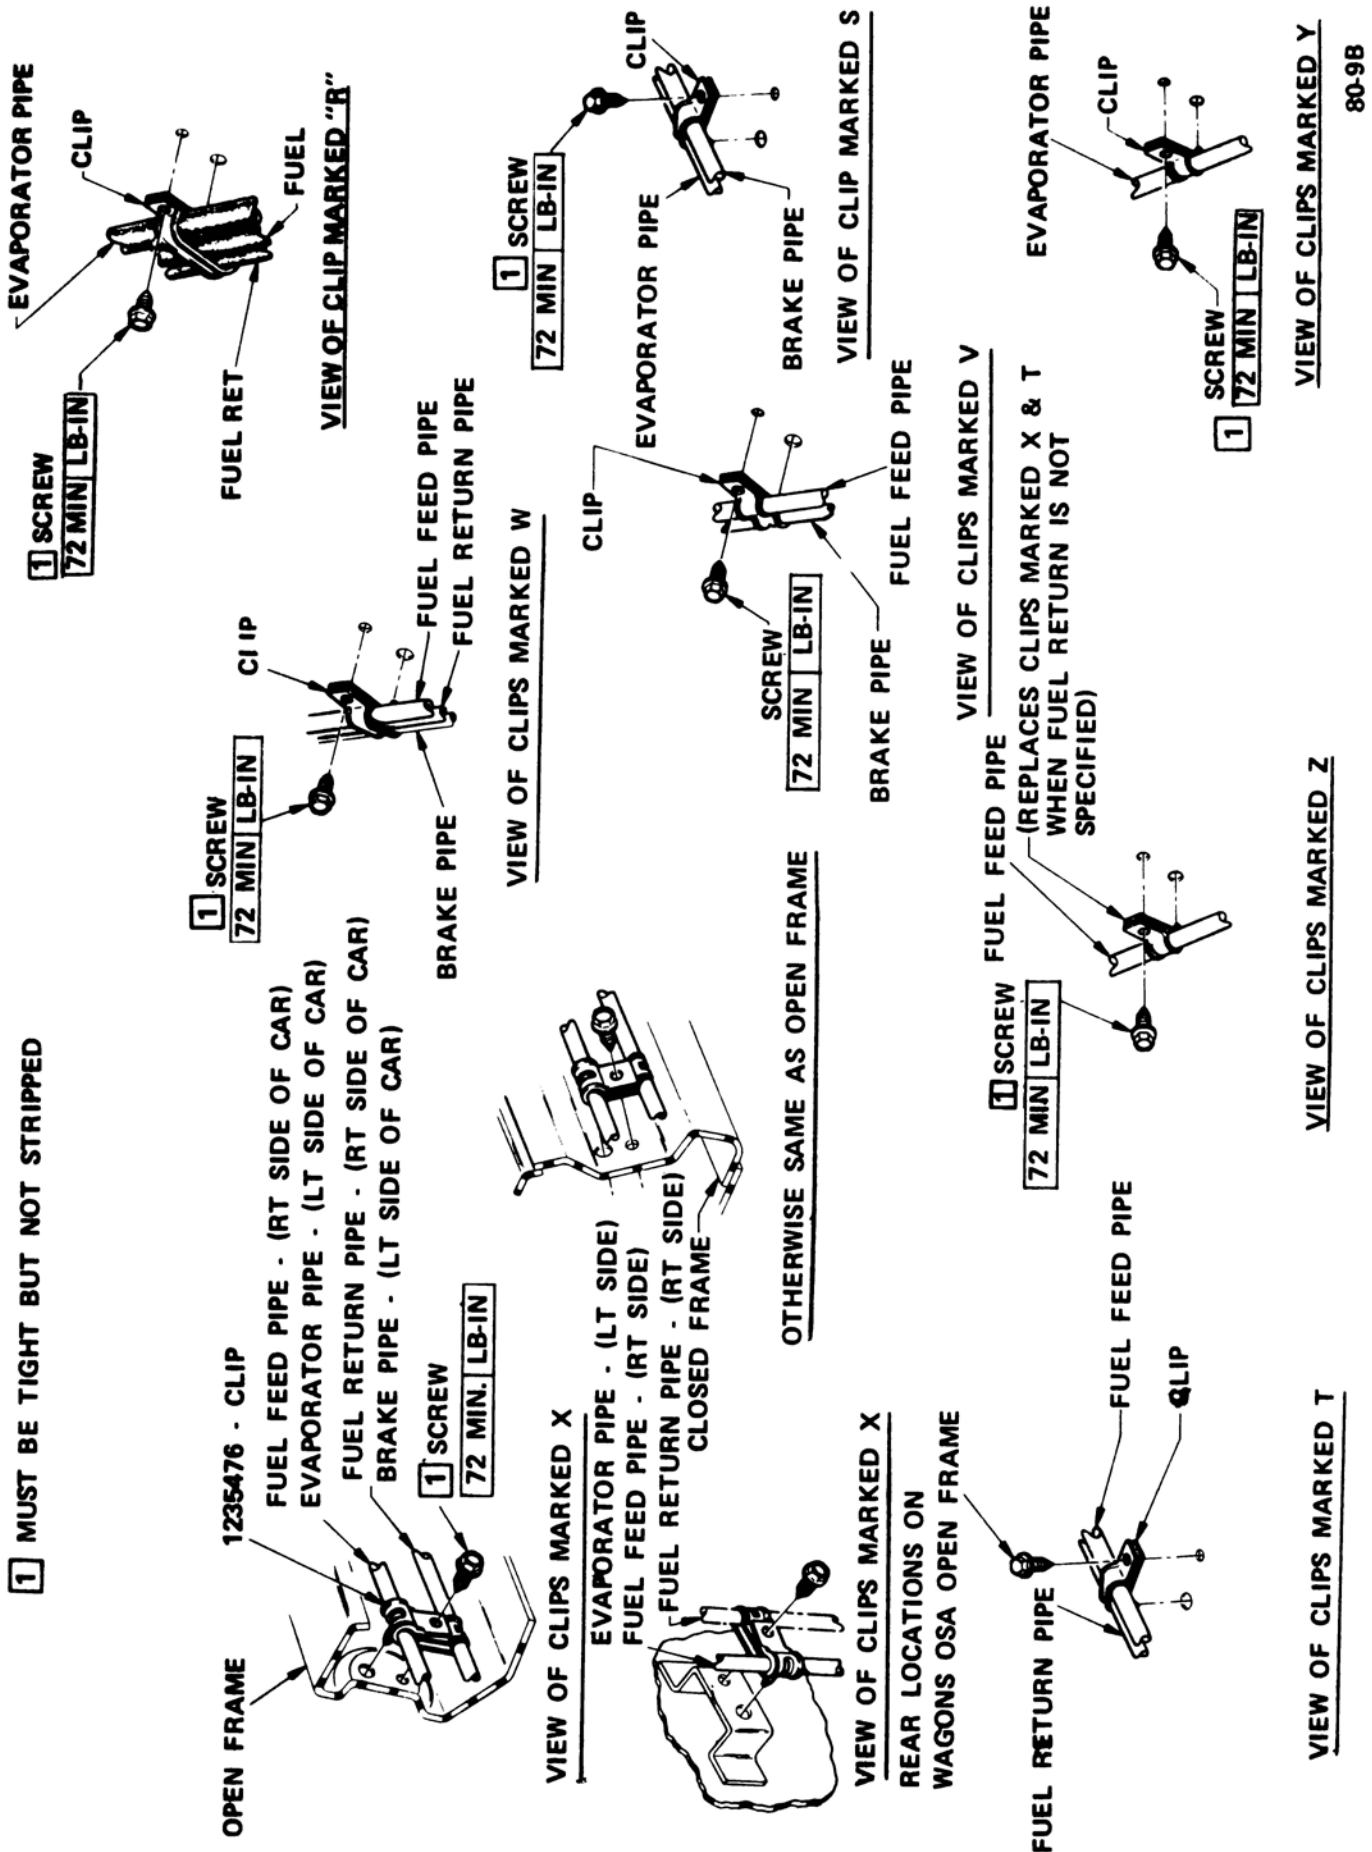 1 MUST BE TIGHT BUT NOT STRIPPED
OPEN FRAME
1235476 - CLIP
FUEL FEED PIPE - (RT SIDE OF CAR)
EVAPORATOR PIPE - (LT SIDE OF CAR)
FUEL RETURN PIPE - (RT SIDE OF CAR)
BRAKE PIPE - (LT SIDE OF CAR)
1 SCREW
72 MIN. LB-IN
VIEW OF CLIPS MARKED X
EVAPORATOR PIPE - (LT SIDE)
FUEL FEED PIPE - (RT SIDE)
FUEL RETURN PIPE - (RT SIDE)
CLOSED FRAME
OTHERWISE SAME AS OPEN FRAME
VIEW OF CLIPS MARKED X
REAR LOCATIONS ON
WAGONS OSA OPEN FRAME
FUEL RETURN PIPE
FUEL FEED PIPE
CLIP
VIEW OF CLIPS MARKED T
1 SCREW
72 MIN LB-IN
CI IP
FUEL FEED PIPE
FUEL RETURN PIPE
BRAKE PIPE
VIEW OF CLIPS MARKED W
1 SCREW
72 MIN LB-IN
EVAPORATOR PIPE
CLIP
FUEL RET
FUEL
VIEW OF CLIP MARKED "R"
1 SCREW
72 MIN LB-IN
CLIP
EVAPORATOR PIPE
BRAKE PIPE
VIEW OF CLIP MARKED S
CLIP
SCREW
72 MIN LB-IN
BRAKE PIPE
FUEL FEED PIPE
VIEW OF CLIPS MARKED V
FUEL FEED PIPE
(REPLACES CLIPS MARKED X & T
WHEN FUEL RETURN IS NOT
SPECIFIED)
1 SCREW
72 MIN LB-IN
VIEW OF CLIPS MARKED Z
EVAPORATOR PIPE
CLIP
SCREW
1 72 MIN LB-IN
VIEW OF CLIPS MARKED Y
80-9B